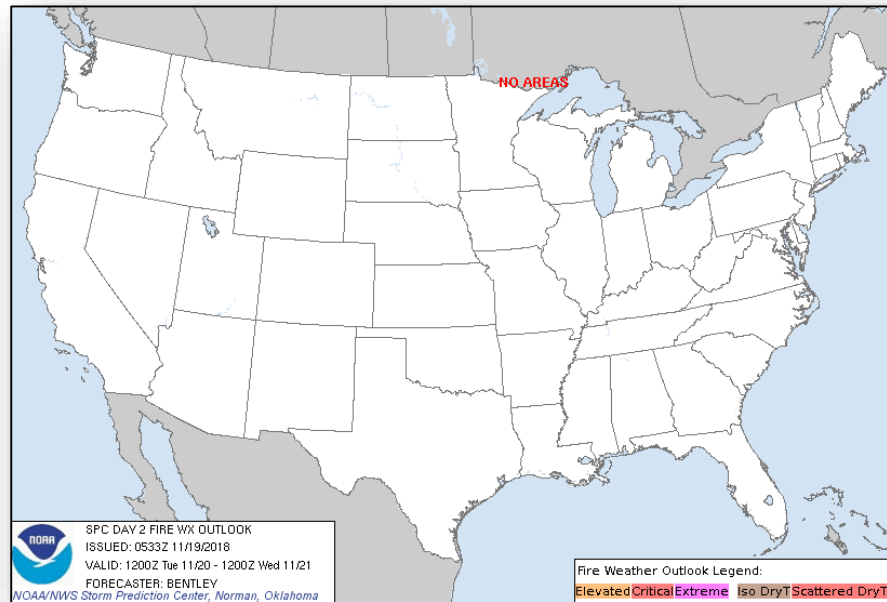 NO AREAS
NOAA
SPC DAY 2 FIRE WX OUTLOOK
ISSUED: 0533Z 11/19/2018
VALID: 1200Z Tue 11/20 - 1200Z Wed 11/21
FORECASTER: BENTLEY
NOAA/NWS Storm Prediction Center, Norman, Oklahoma
Fire Weather Outlook Legend:
Elevated Critical Extreme Iso DryT Scattered DryT